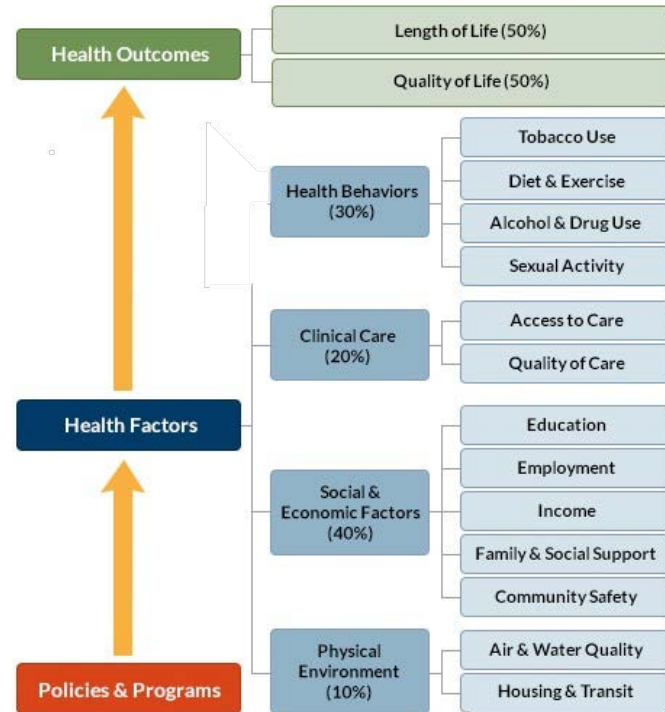 Health Outcomes
Length of Life (50%)
Quality of Life (50%)
Health Factors
Health Behaviors
(30%)
Tobacco Use
Diet & Exercise
Alcohol & Drug Use
Sexual Activity
Clinical Care
(20%)
Access to Care
Quality of Care
Social &
Economic Factors
(40%)
Education
Employment
Income
Family & Social Support
Community Safety
Physical
Environment
(10%)
Air & Water Quality
Housing & Transit
Policies & Programs